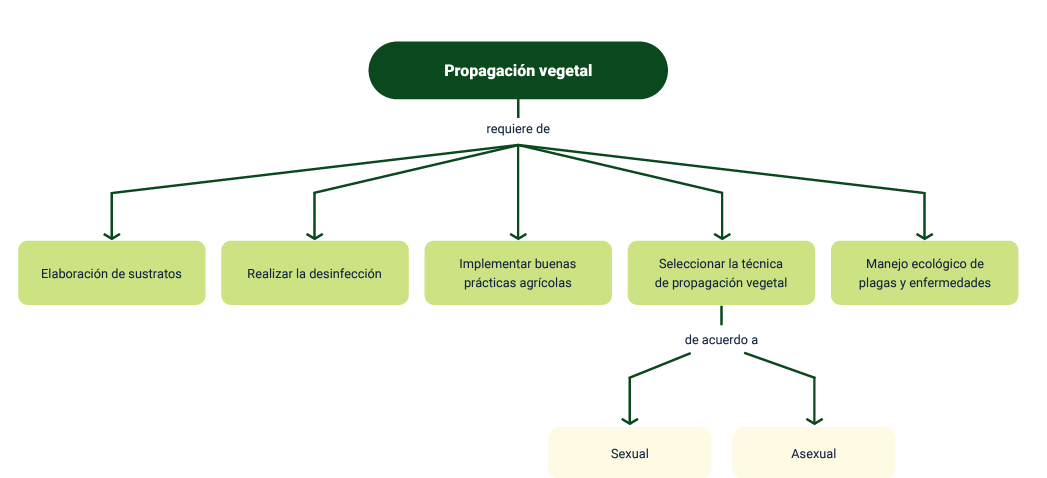 Propagación vegetal
requiere de
Elaboración de sustratos
Realizar la desinfección
Implementar buenas
prácticas agrícolas
Seleccionar la técnica
de propagación vegetal
Manejo ecológico de
plagas y enfermedades
de acuerdo a
Sexual
Asexual